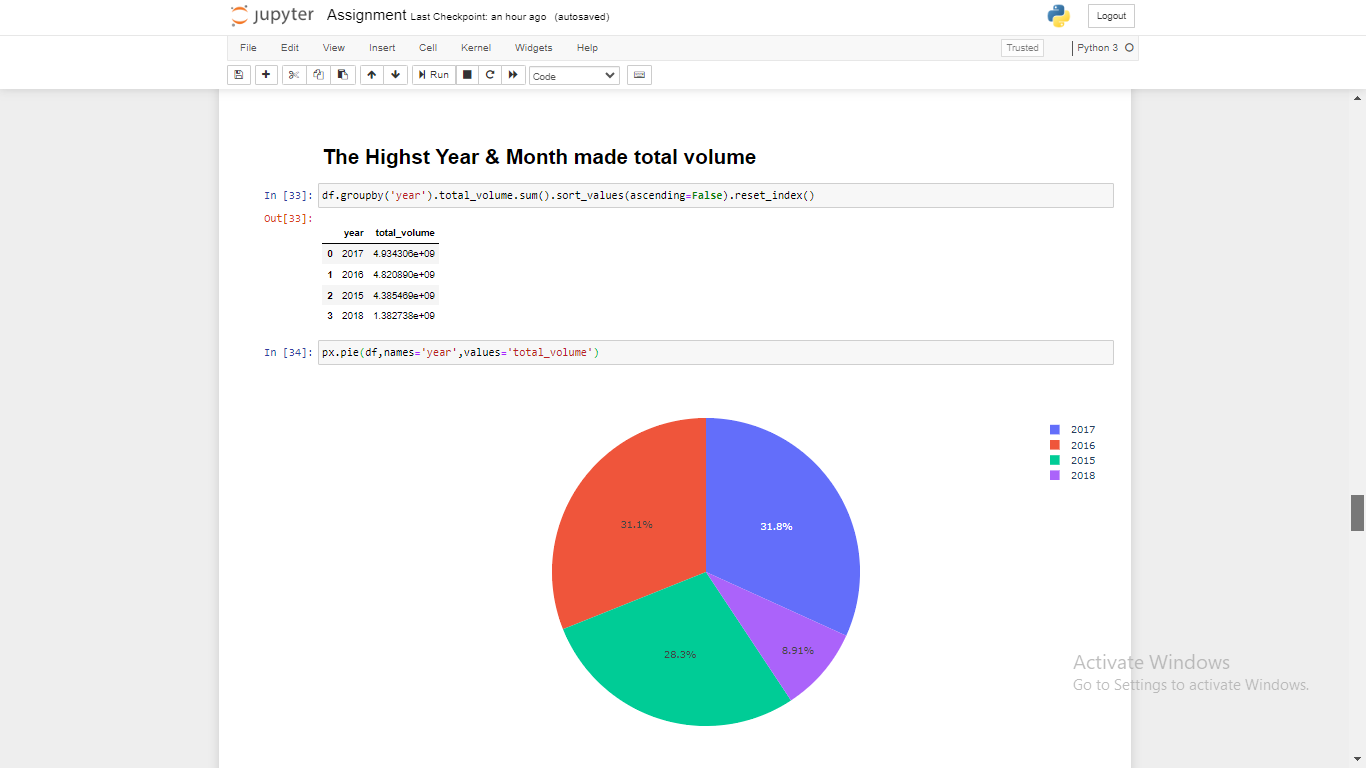 jupyter Assignment Last Checkpoint: an hour ago (autosaved)
Logout
File Edit View Insert Cell Kernel Widgets Help
Trusted
Python 3
Run
Code
The Highst Year & Month made total volume
In [33]: df.groupby('year').total_volume.sum().sort_values(ascending=False).reset_index()
Out[33]:
year total_volume
0 2017 4.934306e+09
1 2016 4.820890e+09
2 2015 4.385469e+09
3 2018 1.382738e+09
In [34]: px.pie(df,names='year',values='total_volume')
2017
2016
2015
2018
31.1%
31.8%
28.3%
8.91%
Activate Windows
Go to Settings to activate Windows.